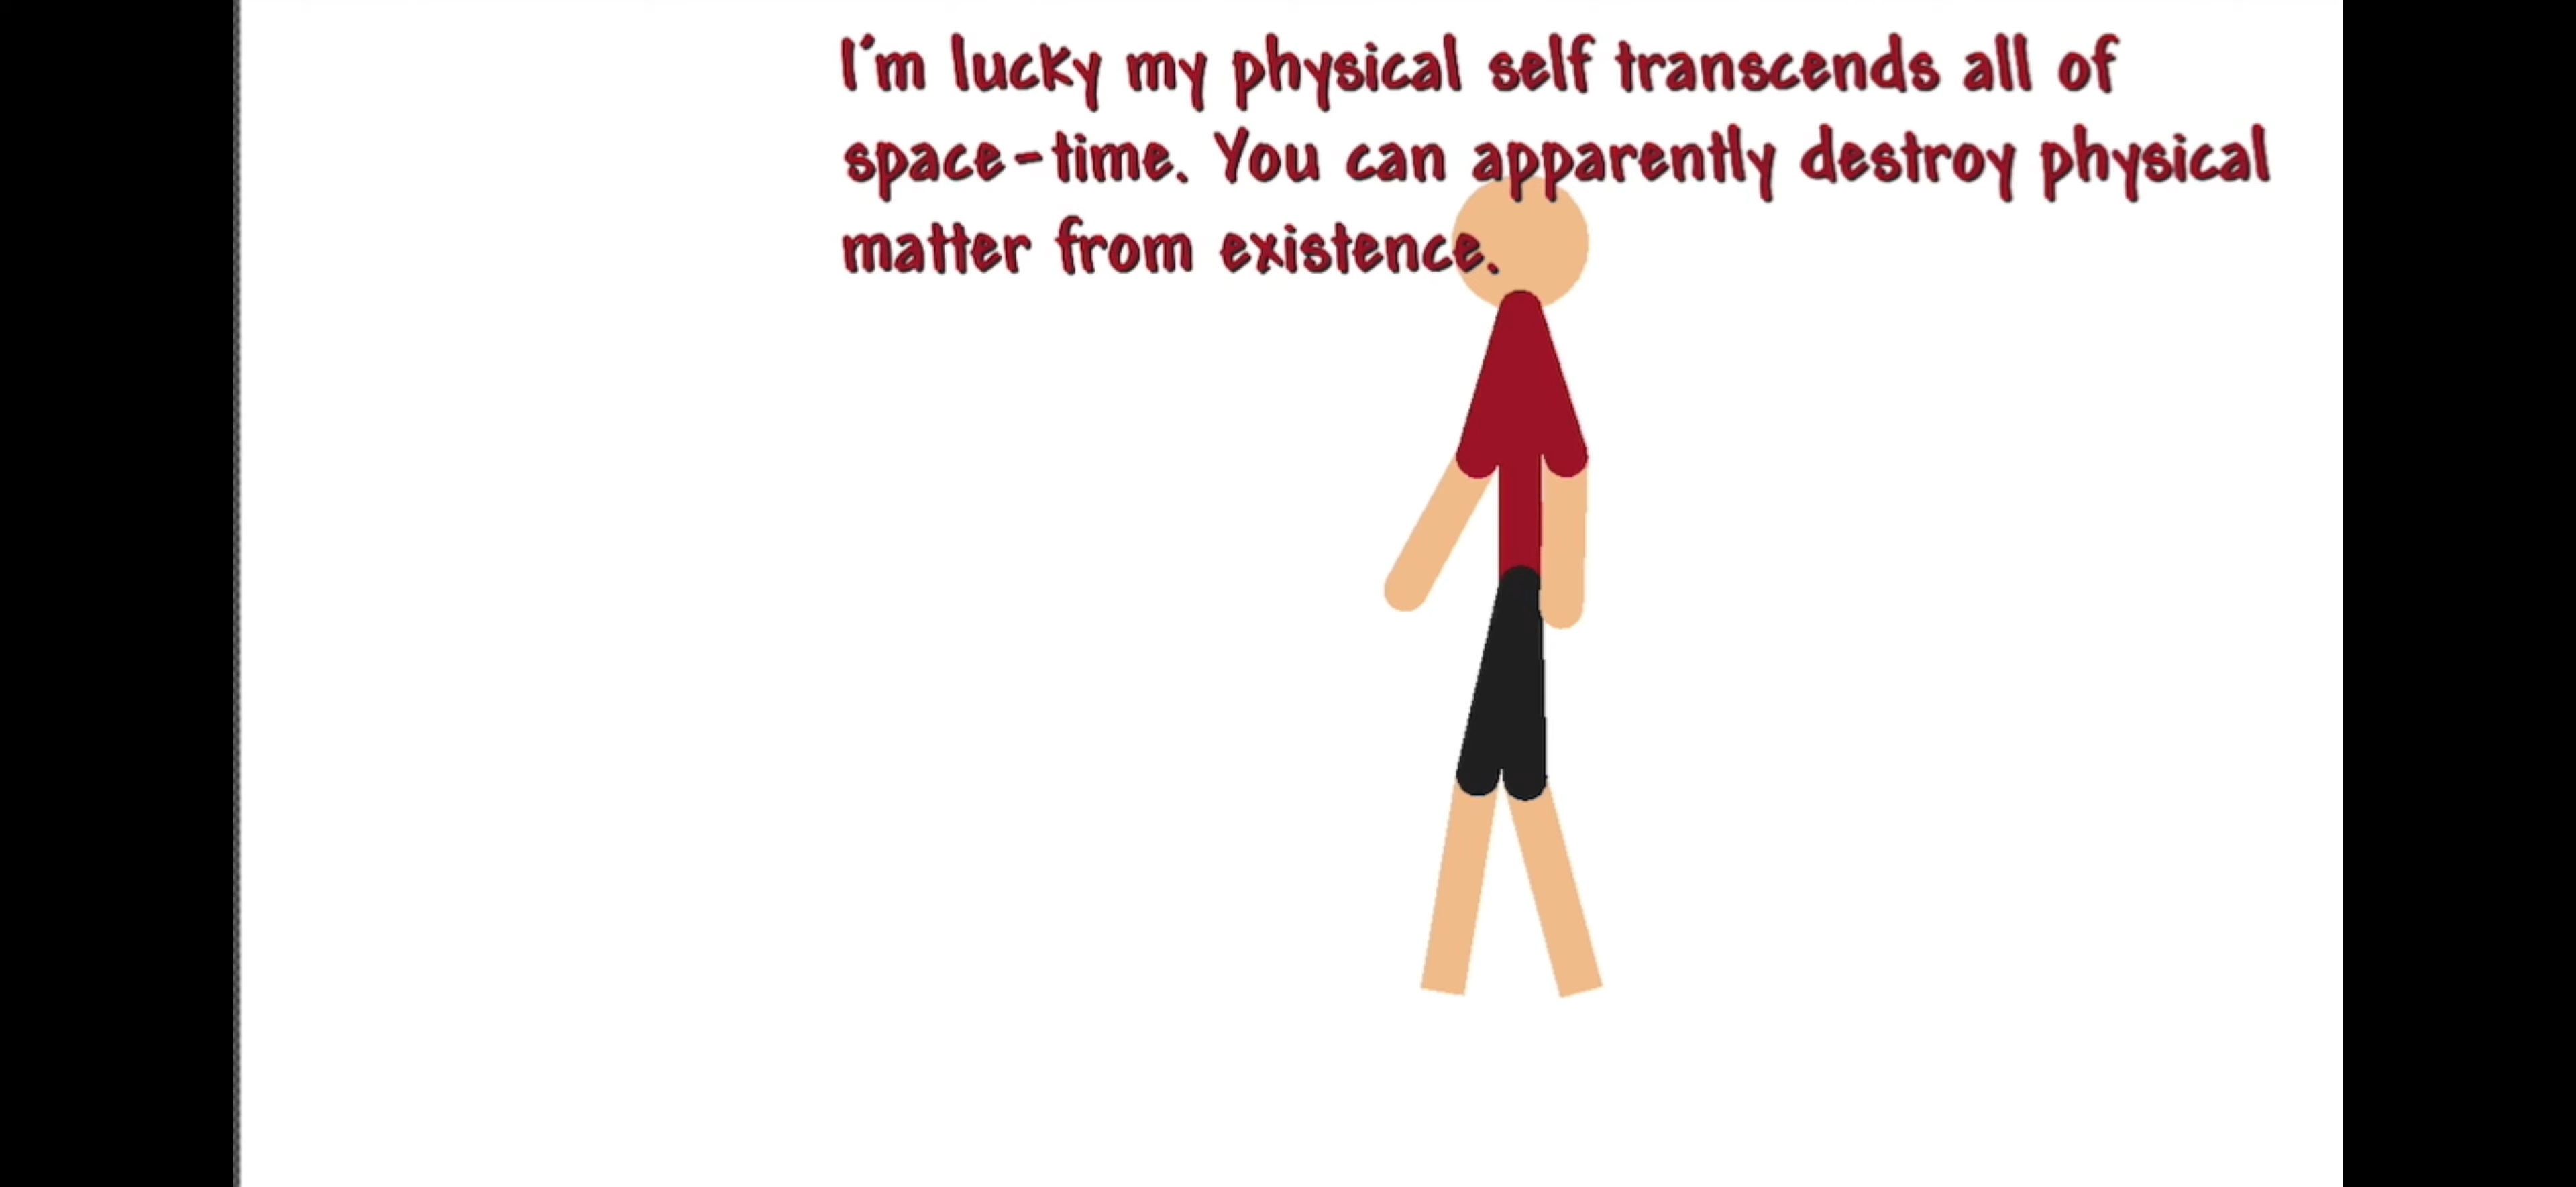 I'm lucky my physical self transcends all of
space-time. You can apparently destroy physical
matter from existence.